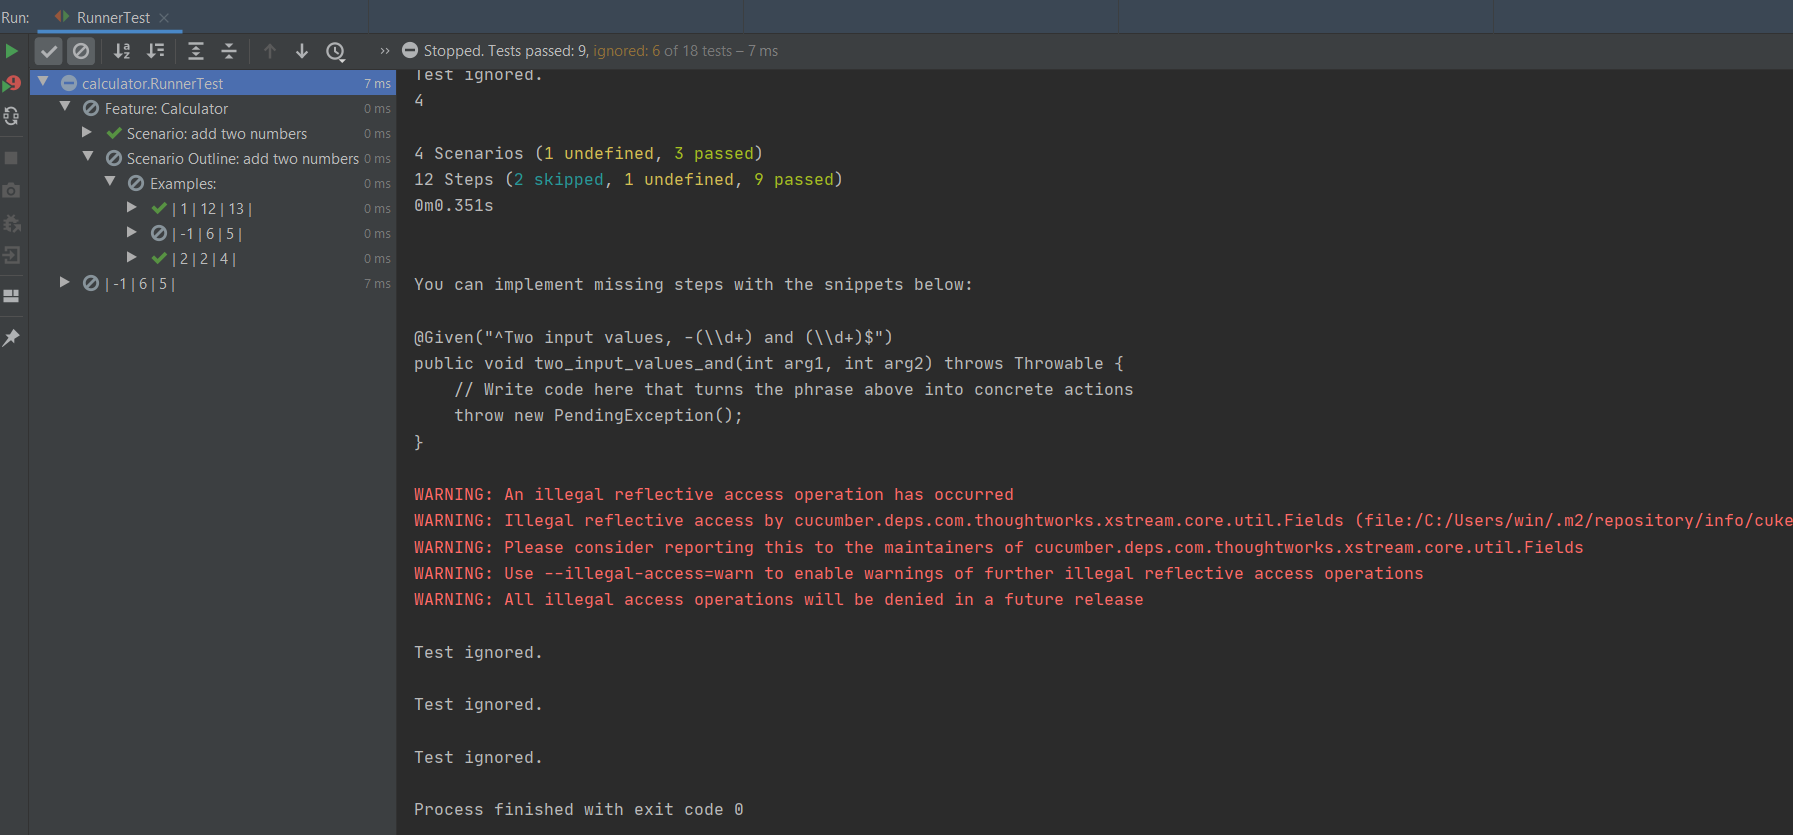 Run: RunnerTest
Stopped. Tests passed: 9, ignored: 6 of 18 tests – 7 ms
calculator.RunnerTest 7 ms
Feature: Calculator 0 ms
Scenario: add two numbers 0 ms
Scenario Outline: add two numbers 0 ms
Examples: 0 ms
| 1 | 12 | 13 | 0 ms
| -1 | 6 | 5 | 0 ms
| 2 | 2 | 4 | 0 ms
| -1 | 6 | 5 | 7 ms
Test ignored.
4
4 Scenarios (1 undefined, 3 passed)
12 Steps (2 skipped, 1 undefined, 9 passed)
0m0.351s
You can implement missing steps with the snippets below:
@Given("^Two input values, -(\\d+) and (\\d+)$")
public void two_input_values_and(int arg1, int arg2) throws Throwable {
// Write code here that turns the phrase above into concrete actions
throw new PendingException();
}
WARNING: An illegal reflective access operation has occurred
WARNING: Illegal reflective access by cucumber.deps.com.thoughtworks.xstream.core.util.Fields (file:/C:/Users/win/.m2/repository/info/cuke
WARNING: Please consider reporting this to the maintainers of cucumber.deps.com.thoughtworks.xstream.core.util.Fields
WARNING: Use --illegal-access=warn to enable warnings of further illegal reflective access operations
WARNING: All illegal access operations will be denied in a future release
Test ignored.
Test ignored.
Test ignored.
Process finished with exit code 0